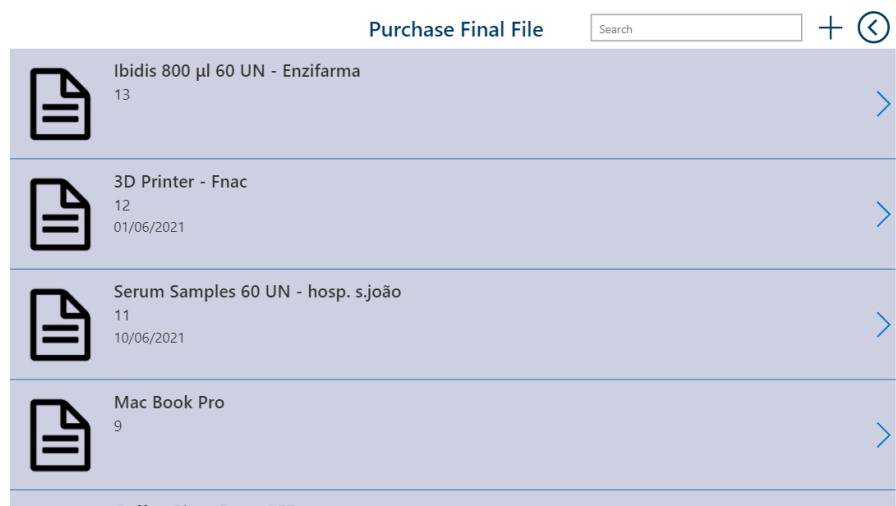 Purchase Final File
Search
Ibidis 800 µl 60 UN - Enzifarma
13
3D Printer - Fnac
12
01/06/2021
Serum Samples 60 UN - hosp. s.joão
11
10/06/2021
Mac Book Pro
9